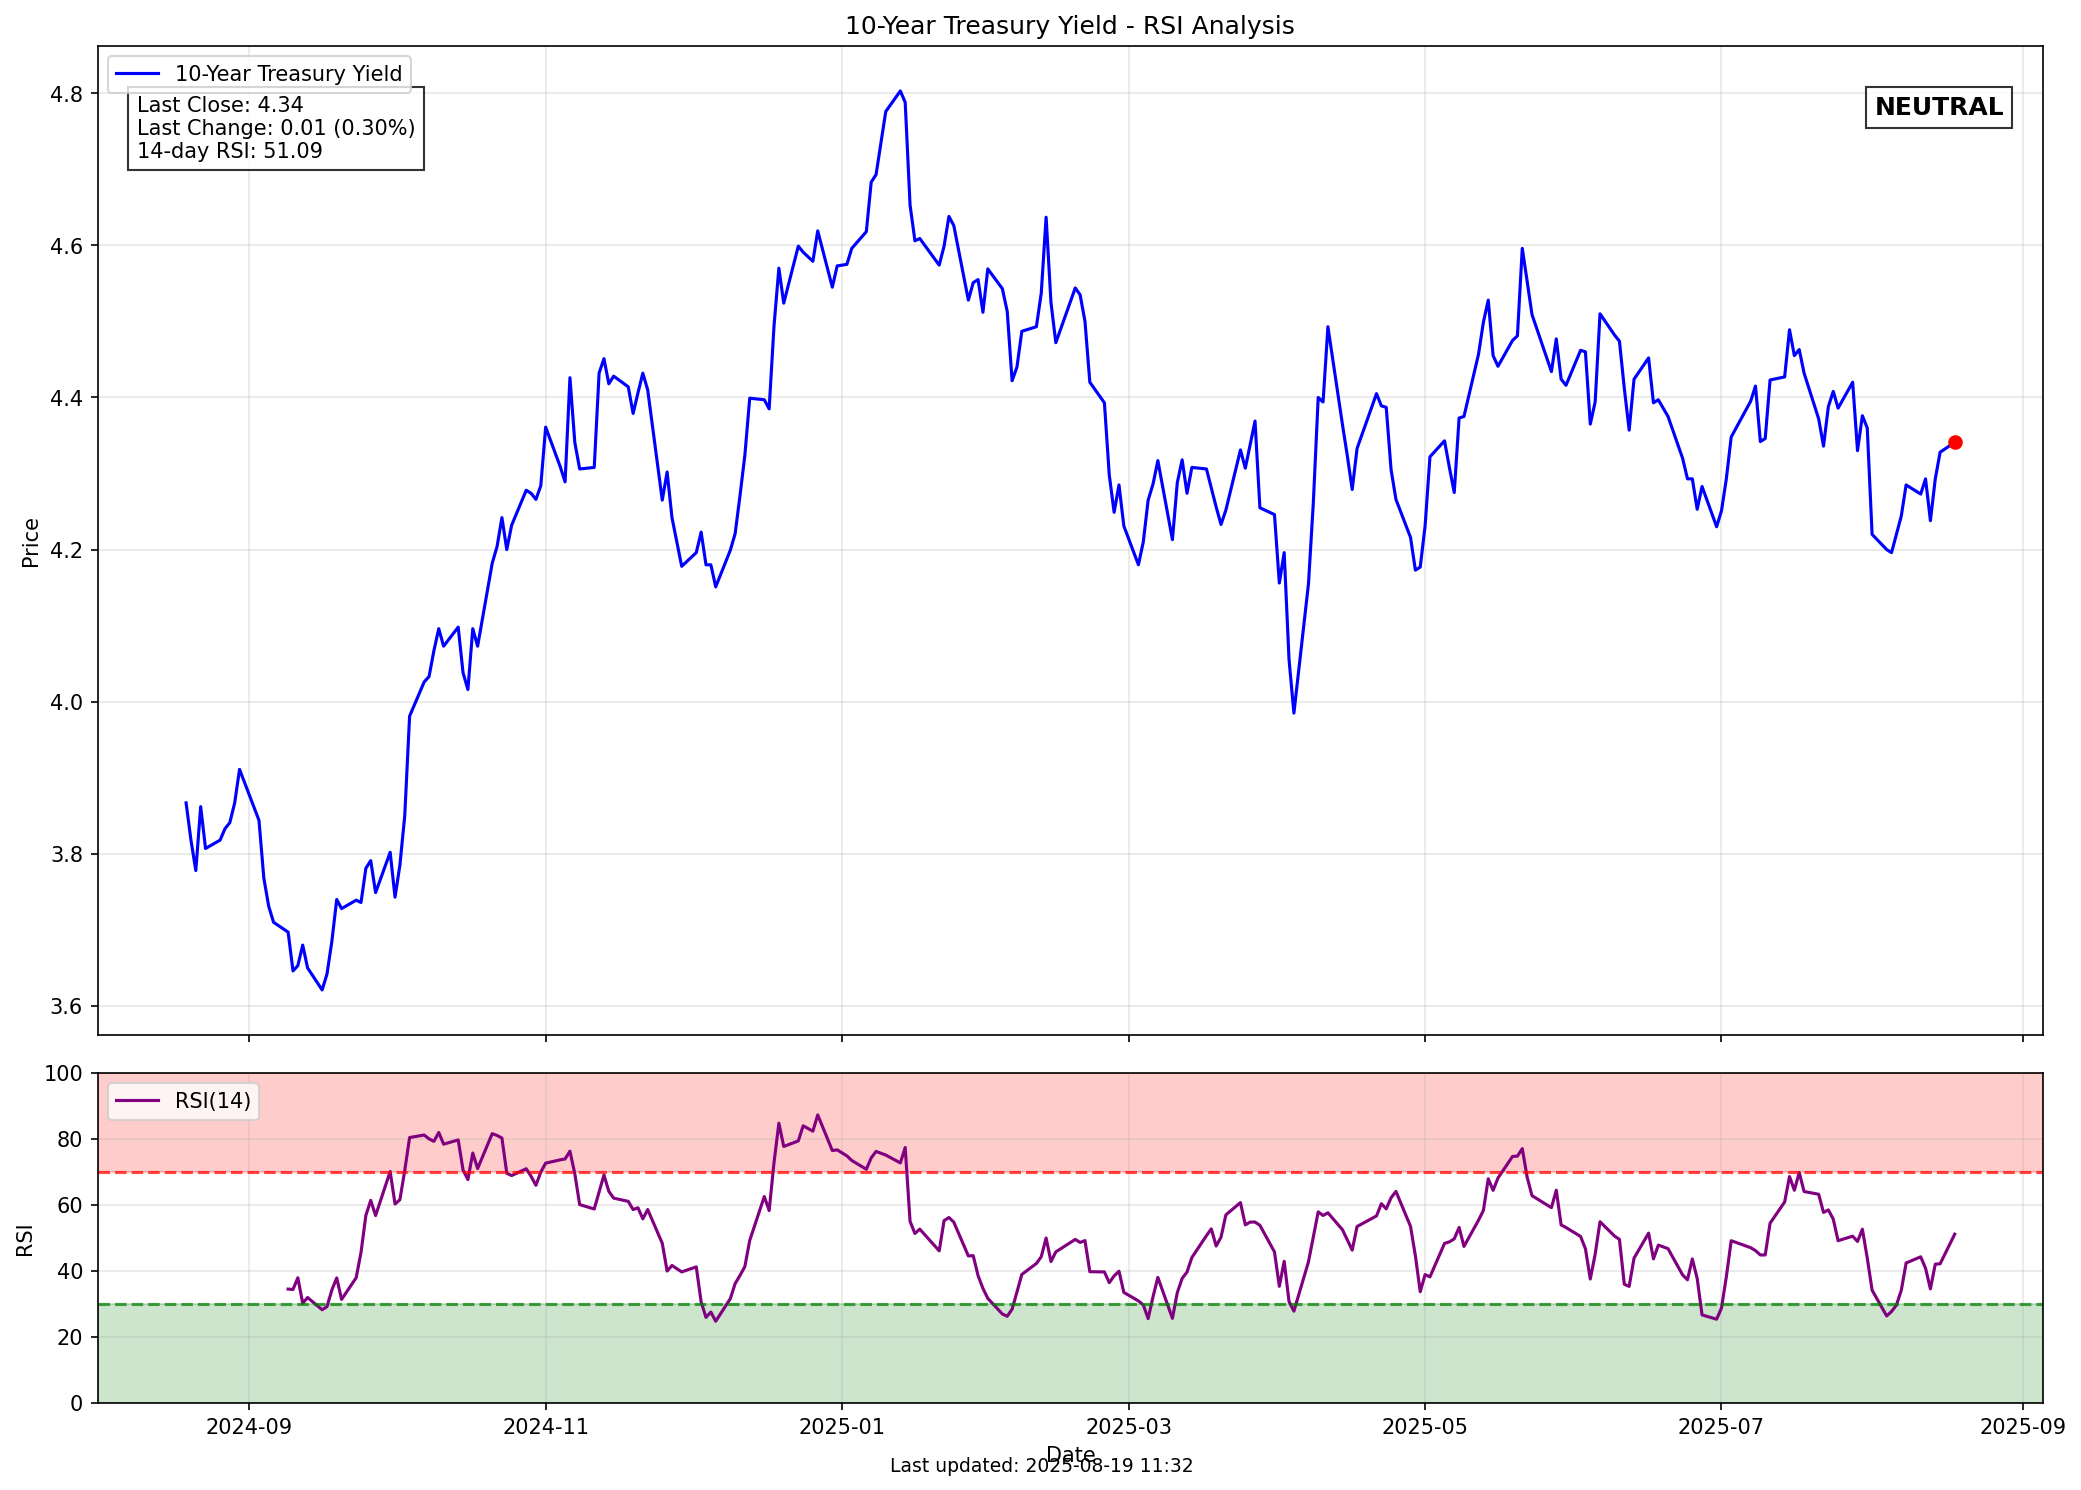 10-Year Treasury Yield - RSI Analysis
10-Year Treasury Yield
Last Close: 4.34
Last Change: 0.01 (0.30%)
14-day RSI: 51.09
NEUTRAL
Price
4.8
4.6
4.4
4.2
4.0
3.8
3.6
RSI(14)
RSI
100
80
60
40
20
0
2024-09
2024-11
2025-01
2025-03
2025-05
2025-07
2025-09
Date
Last updated: 2025-08-19 11:32